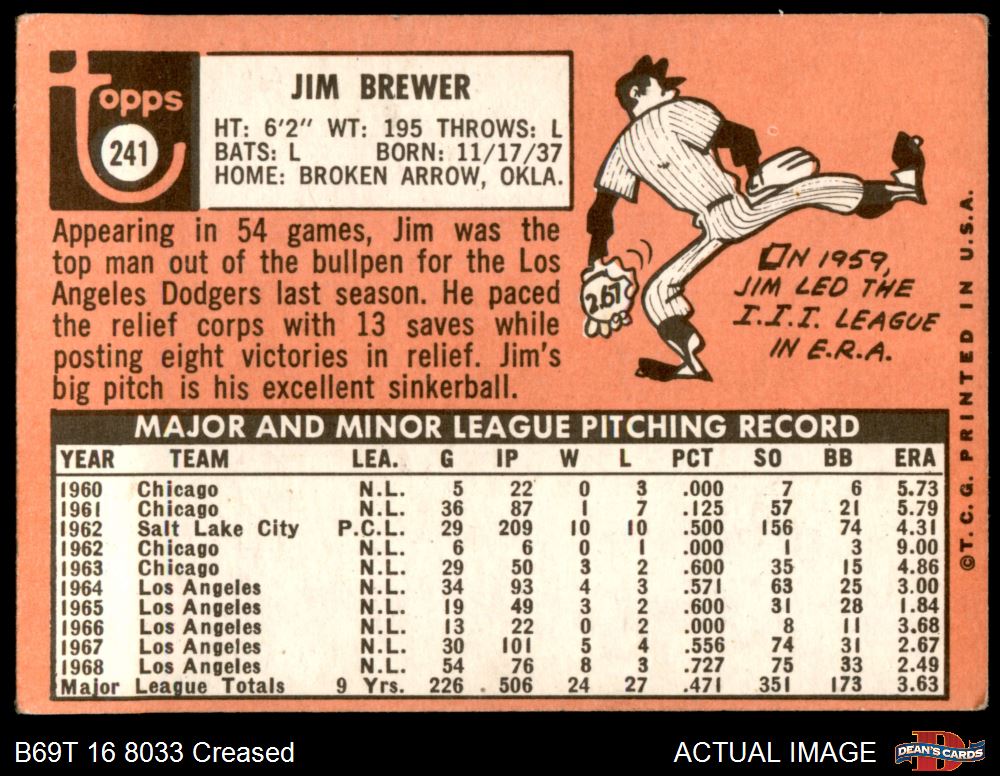 topps
241
JIM BREWER
HT: 6'2" WT: 195 THROWS: L
BATS: L BORN: 11/17/37
HOME: BROKEN ARROW, OKLA.
Appearing in 54 games, Jim was the
top man out of the bullpen for the Los
Angeles Dodgers last season. He paced
the relief corps with 13 saves while
posting eight victories in relief. Jim's
big pitch is his excellent sinkerball.
2.67
IN 1959,
JIM LED THE
I.I.I. LEAGUE
IN E.R.A.
MAJOR AND MINOR LEAGUE PITCHING RECORD
YEAR TEAM LEA. G IP W L PCT SO BB ERA
1960 Chicago N.L. 5 22 0 3 .000 7 6 5.73
1961 Chicago N.L. 36 87 1 7 .125 57 21 5.79
1962 Salt Lake City P.C.L. 29 209 10 10 .500 156 74 4.31
1962 Chicago N.L. 6 6 0 1 .000 1 3 9.00
1963 Chicago N.L. 29 50 3 2 .600 35 15 4.86
1964 Los Angeles N.L. 34 93 4 3 .571 63 25 3.00
1965 Los Angeles N.L. 19 49 3 2 .600 31 28 1.84
1966 Los Angeles N.L. 13 22 0 2 .000 8 11 3.68
1967 Los Angeles N.L. 30 101 5 4 .556 74 31 2.67
1968 Los Angeles N.L. 54 76 8 3 .727 75 33 2.49
Major League Totals 9 Yrs. 226 506 24 27 .471 351 173 3.63
©T.C.G. PRINTED IN U.S.A.
B69T 16 8033 Creased
ACTUAL IMAGE
DEAN'S CARDS